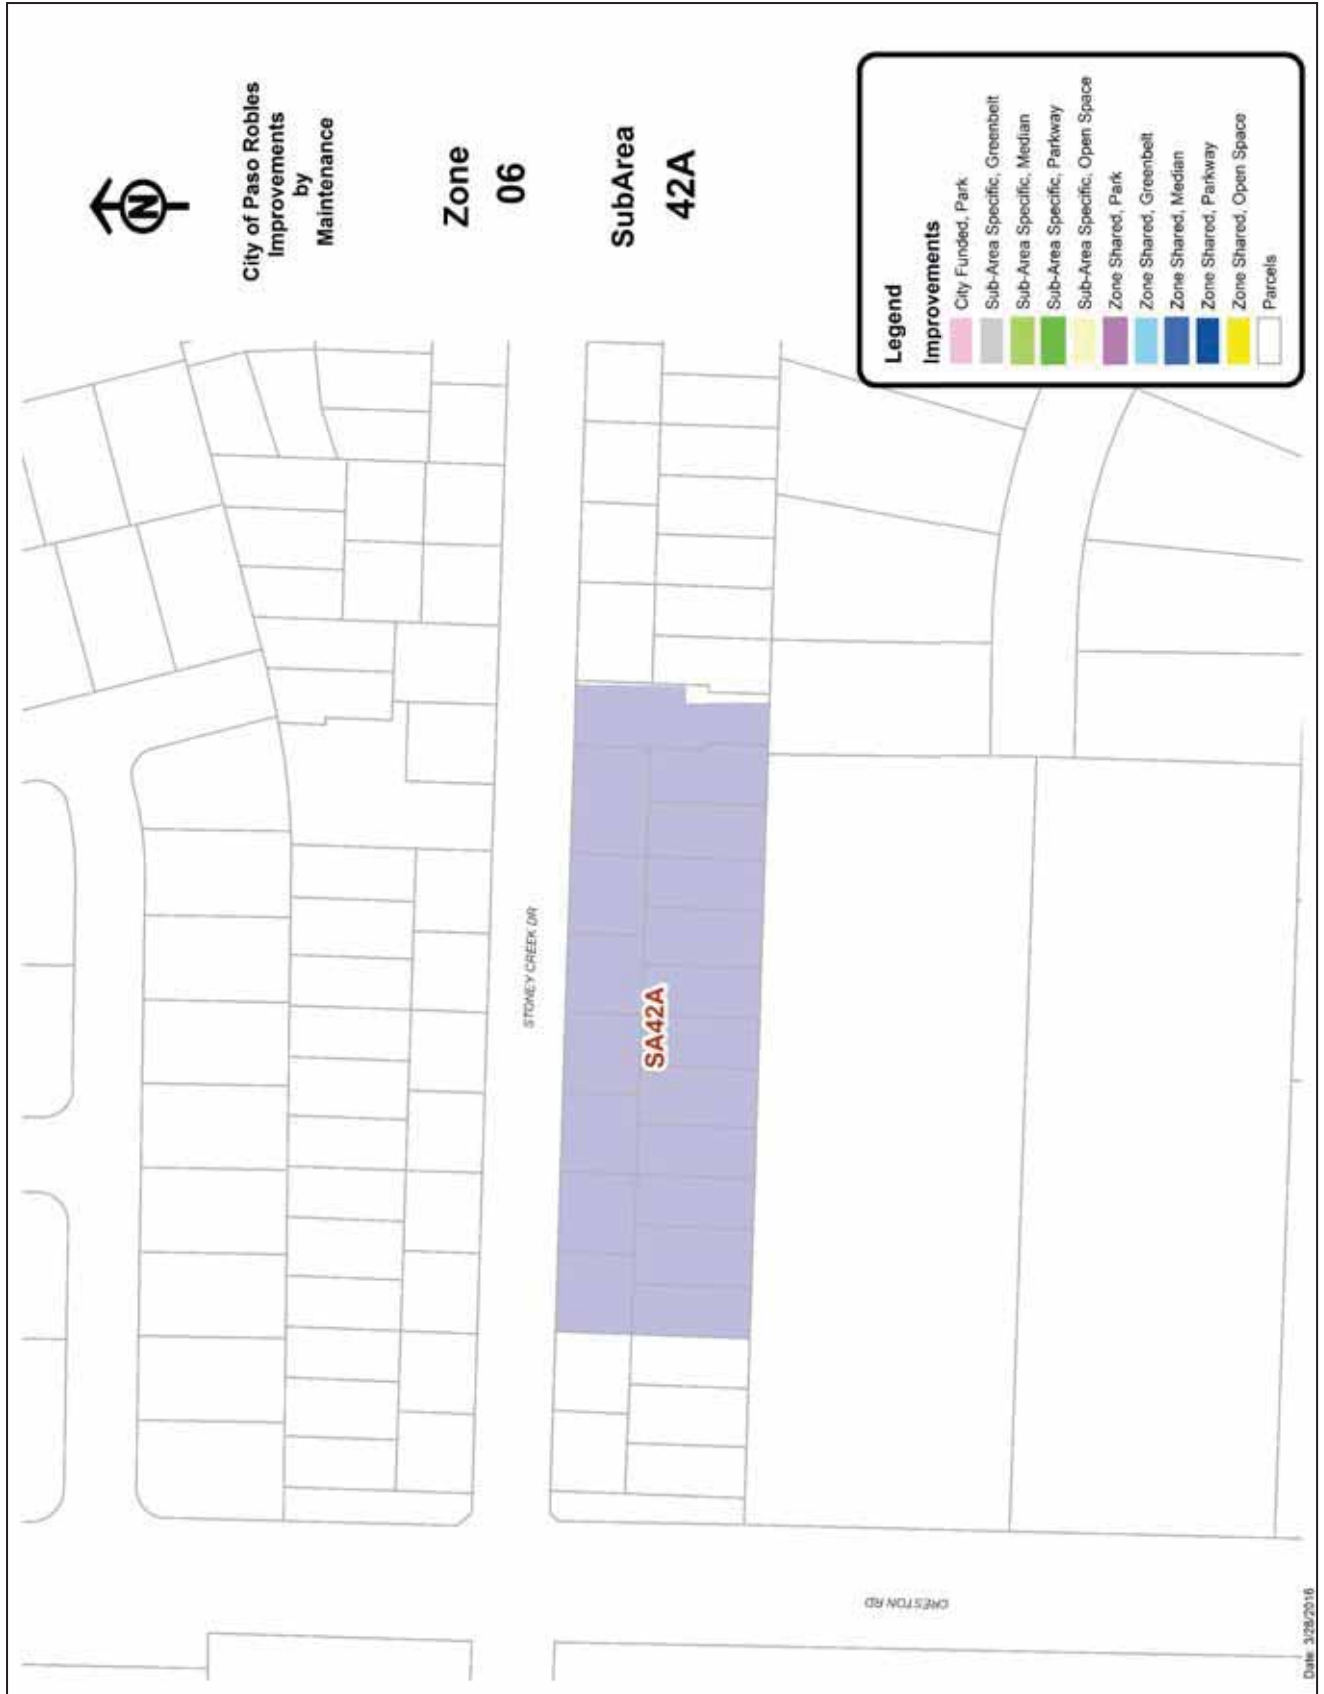 N
City of Paso Robles
Improvements
by
Maintenance
Zone
06
SubArea
42A
STONEY CREEK DR
SA42A
CRESTON RD
Legend
Improvements
City Funded, Park
Sub-Area Specific, Greenbelt
Sub-Area Specific, Median
Sub-Area Specific, Parkway
Sub-Area Specific, Open Space
Zone Shared, Park
Zone Shared, Greenbelt
Zone Shared, Median
Zone Shared, Parkway
Zone Shared, Open Space
Parcels
Date: 3/28/2016